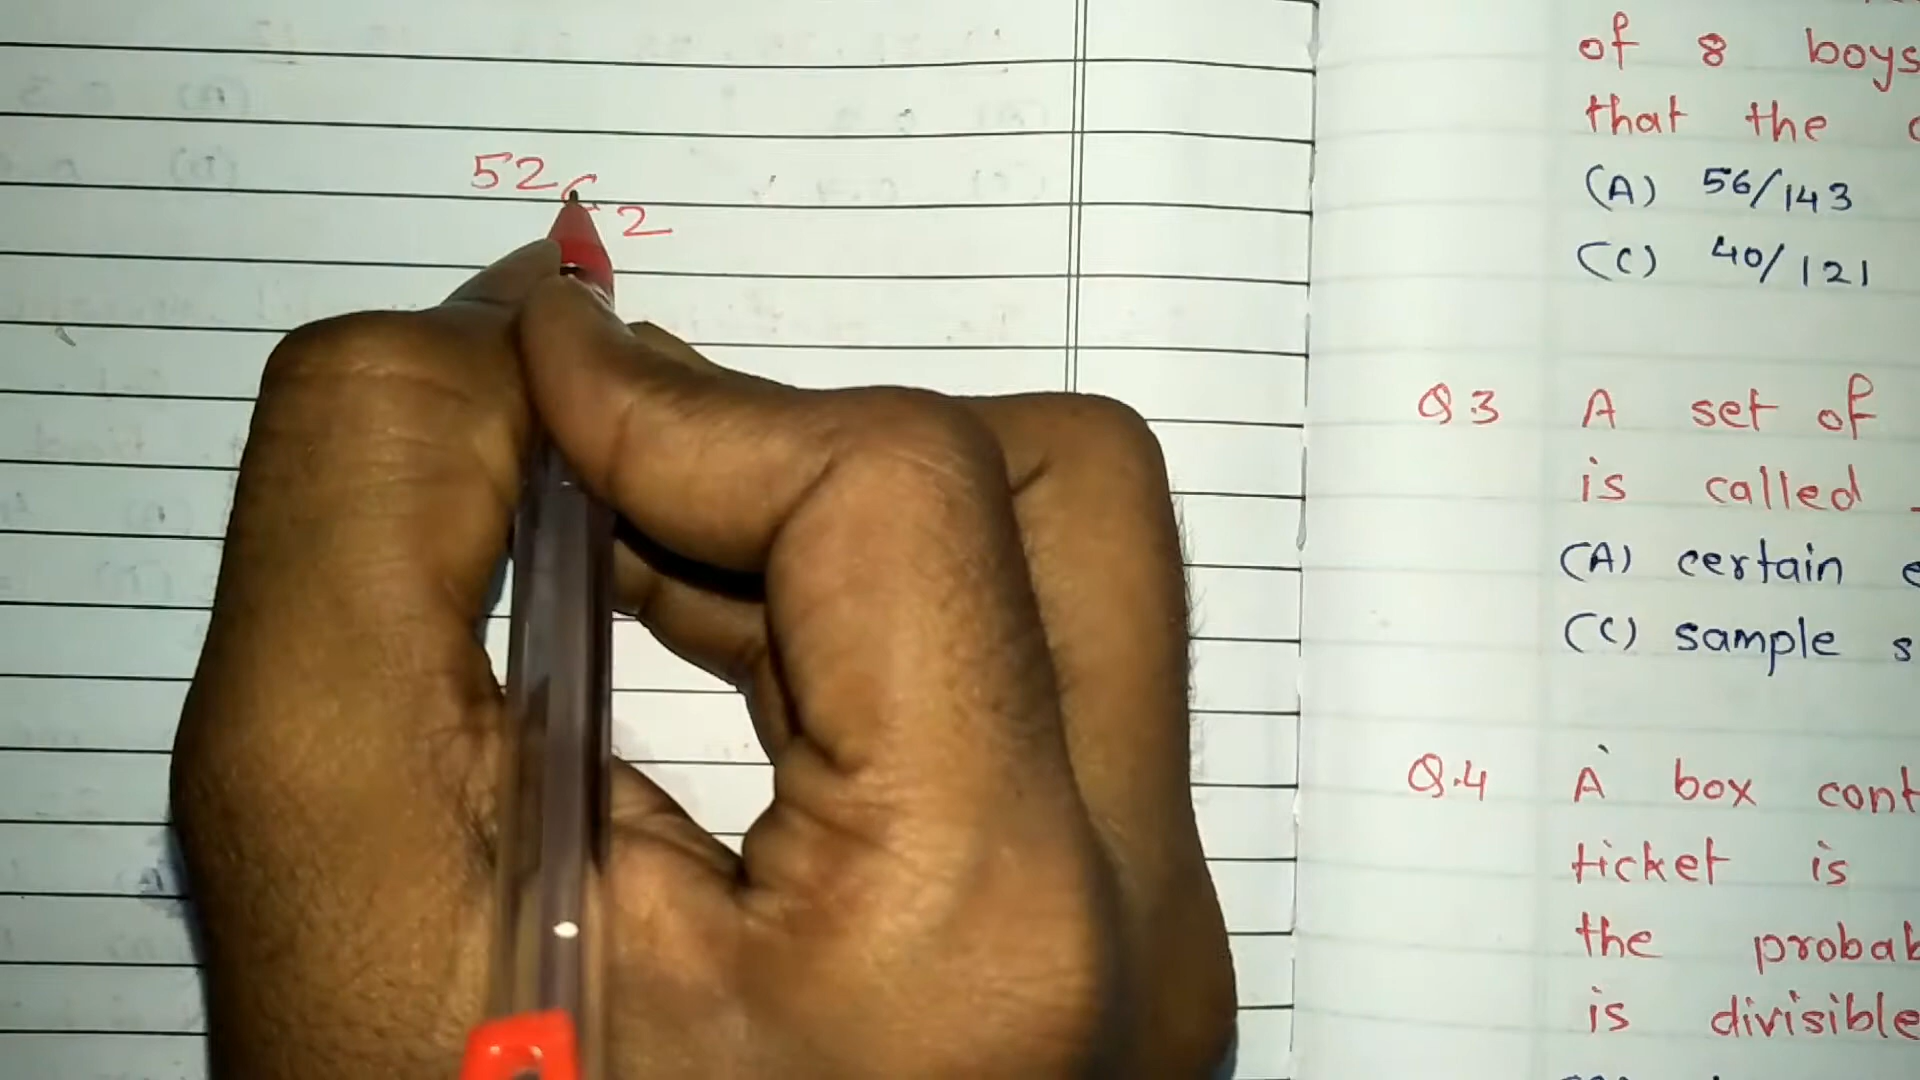 52C2
of 8 boys
that the
(A) 56/143
(C) 40/121
Q.3 A set of
is called
(A) certain
(C) sample s
Q.4 A box cont
ticket is
the probab
is divisible